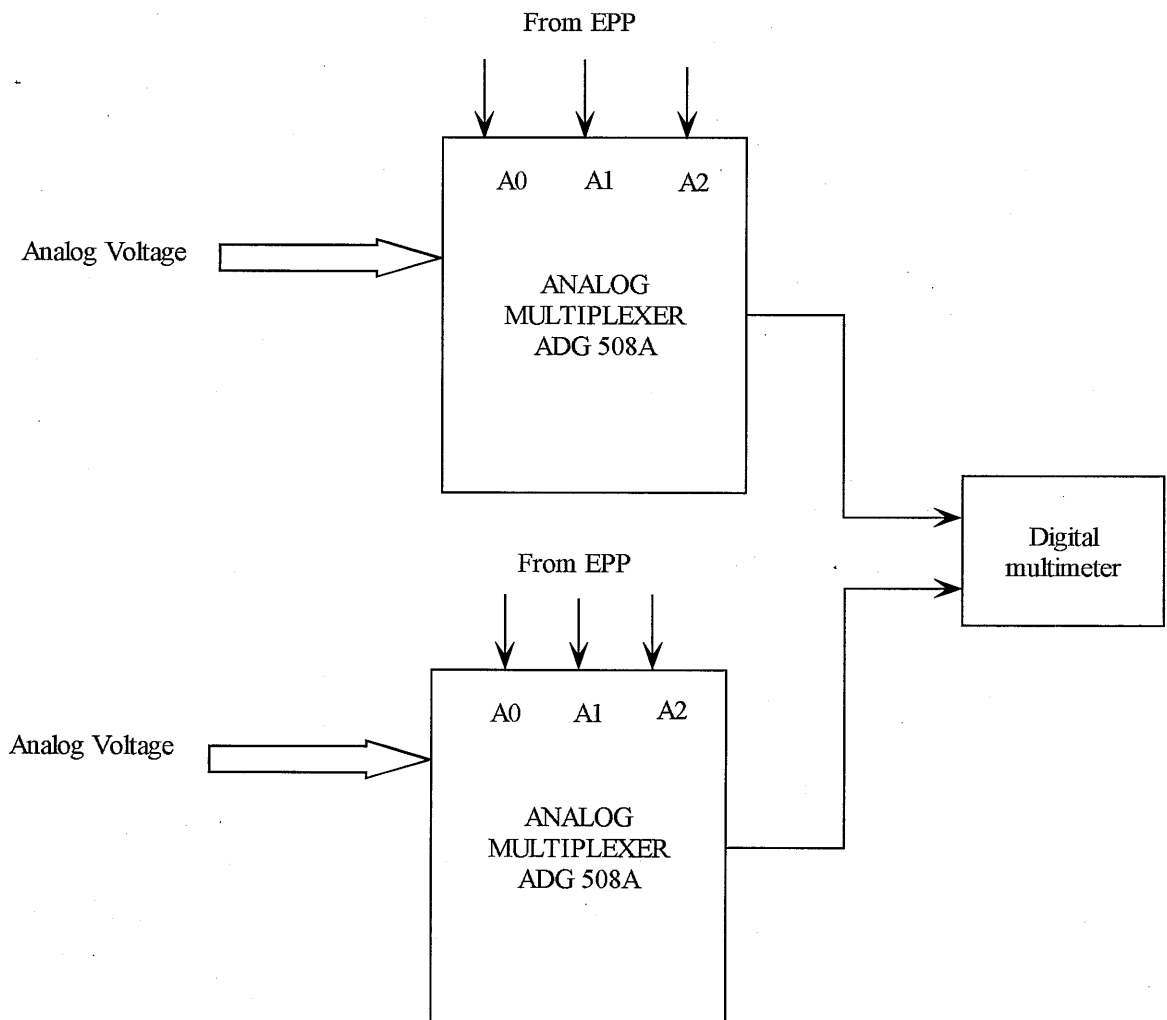 From EPP
A0 A1 A2
Analog Voltage
ANALOG
MULTIPLEXER
ADG 508A
Digital
multimeter
From EPP
A0 A1 A2
Analog Voltage
ANALOG
MULTIPLEXER
ADG 508A